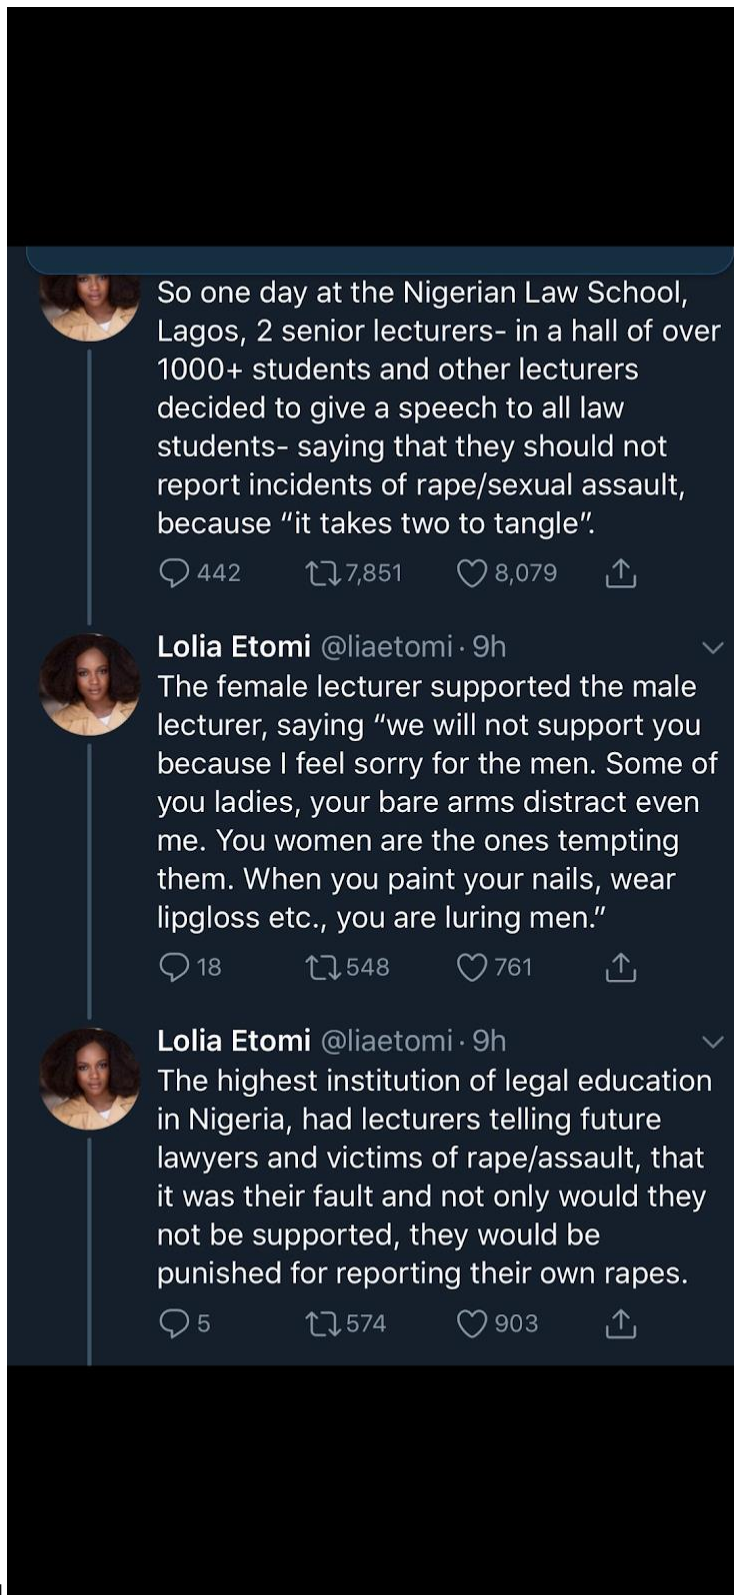 So one day at the Nigerian Law School,
Lagos, 2 senior lecturers- in a hall of over
1000+ students and other lecturers
decided to give a speech to all law
students- saying that they should not
report incidents of rape/sexual assault,
because “it takes two to tangle”.
442 7,851 8,079
Lolia Etomi @liaetomi · 9h
The female lecturer supported the male
lecturer, saying “we will not support you
because I feel sorry for the men. Some of
you ladies, your bare arms distract even
me. You women are the ones tempting
them. When you paint your nails, wear
lipgloss etc., you are luring men.”
18 548 761
Lolia Etomi @liaetomi · 9h
The highest institution of legal education
in Nigeria, had lecturers telling future
lawyers and victims of rape/assault, that
it was their fault and not only would they
not be supported, they would be
punished for reporting their own rapes.
5 574 903